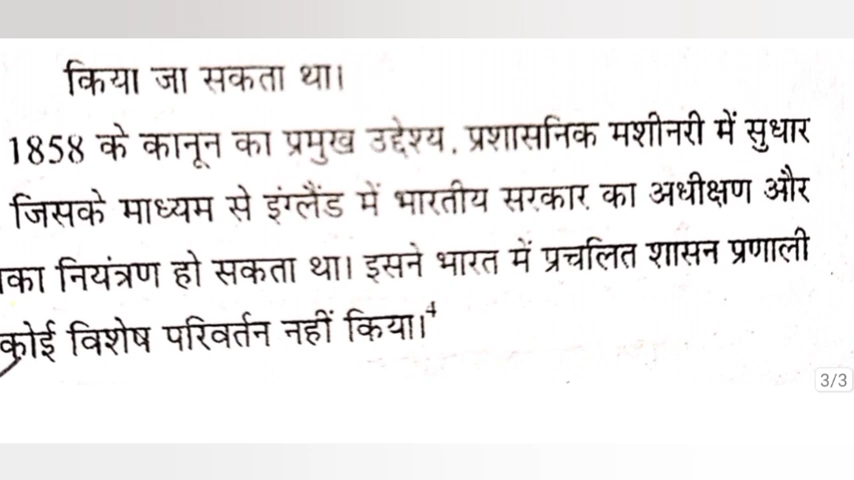 किया जा सकता था।
1858 के कानून का प्रमुख उद्देश्य, प्रशासनिक मशीनरी में सुधार
जिसके माध्यम से इंग्लैंड में भारतीय सरकार का अधीक्षण और
का नियंत्रण हो सकता था। इसने भारत में प्रचलित शासन प्रणाली
कोई विशेष परिवर्तन नहीं किया।⁴
3/3